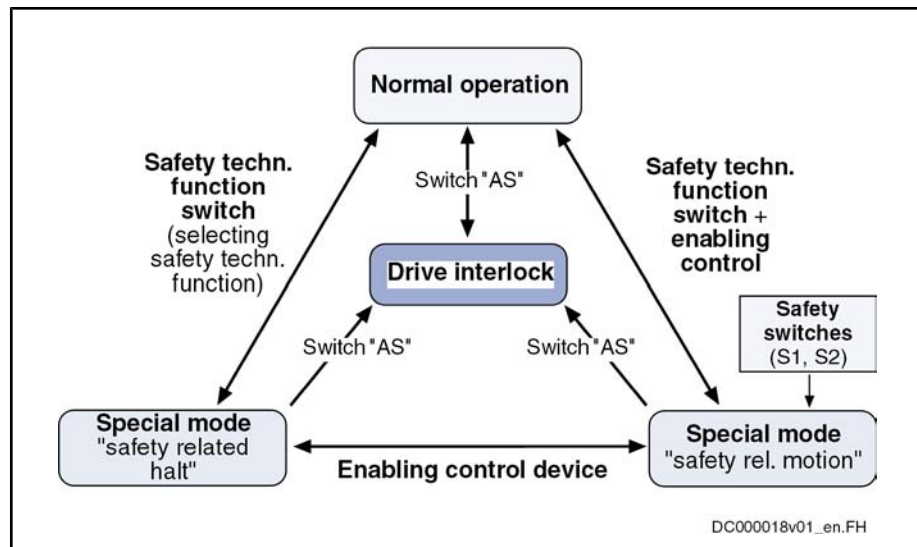 Normal operation
Safety techn.
function
switch
(selecting
safety techn.
function)
Switch "AS"
Safety techn.
function
switch +
enabling
control
Drive interlock
Switch "AS"
Switch "AS"
Safety
switches
(S1, S2)
Special mode
"safety related
halt"
Enabling control device
Special mode
"safety rel. motion"
DC000018v01_en.FH